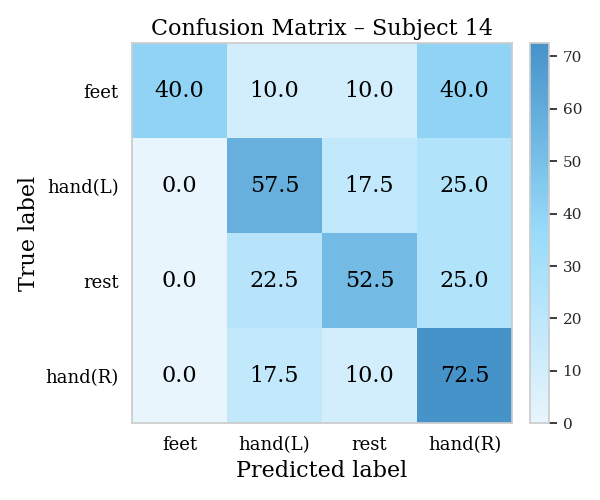 Confusion Matrix – Subject 14
True label
feet 40.0 10.0 10.0 40.0
hand(L) 0.0 57.5 17.5 25.0
rest 0.0 22.5 52.5 25.0
hand(R) 0.0 17.5 10.0 72.5
feet hand(L) rest hand(R)
Predicted label
70
60
50
40
30
20
10
0